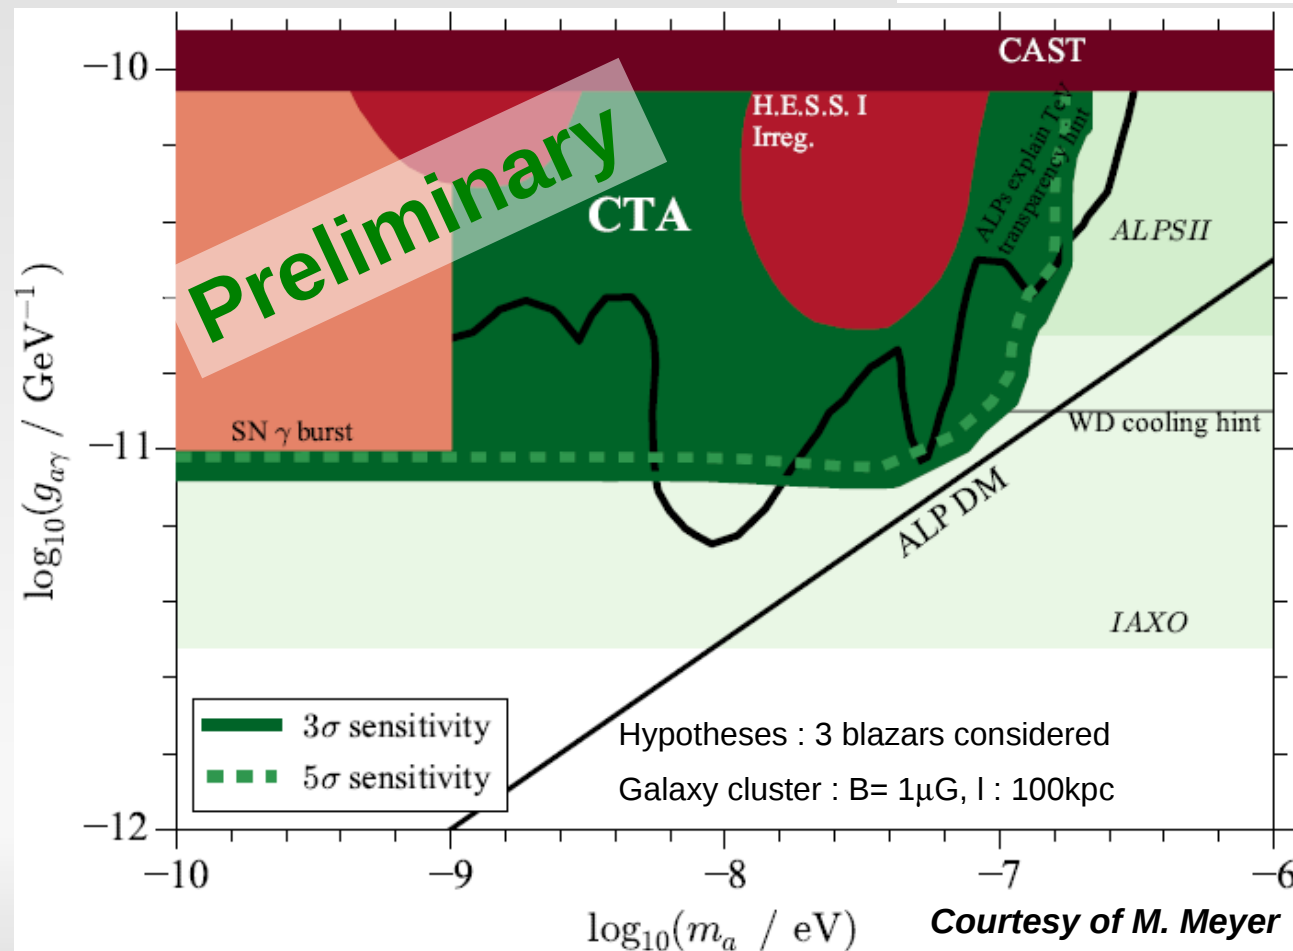 CAST
H.E.S.S. I
Irreg.
ALPs explain TeV
transparency hint
Preliminary
CTA
ALPSII
SN γ burst
WD cooling hint
ALP DM
IAXO
3σ sensitivity
5σ sensitivity
Hypotheses : 3 blazars considered
Galaxy cluster : B= 1μG, l : 100kpc
log₁₀(g_{aγ} / GeV⁻¹)
−10
−11
−12
−10 −9 −8 −7 −6
log₁₀(mₐ / eV)
Courtesy of M. Meyer